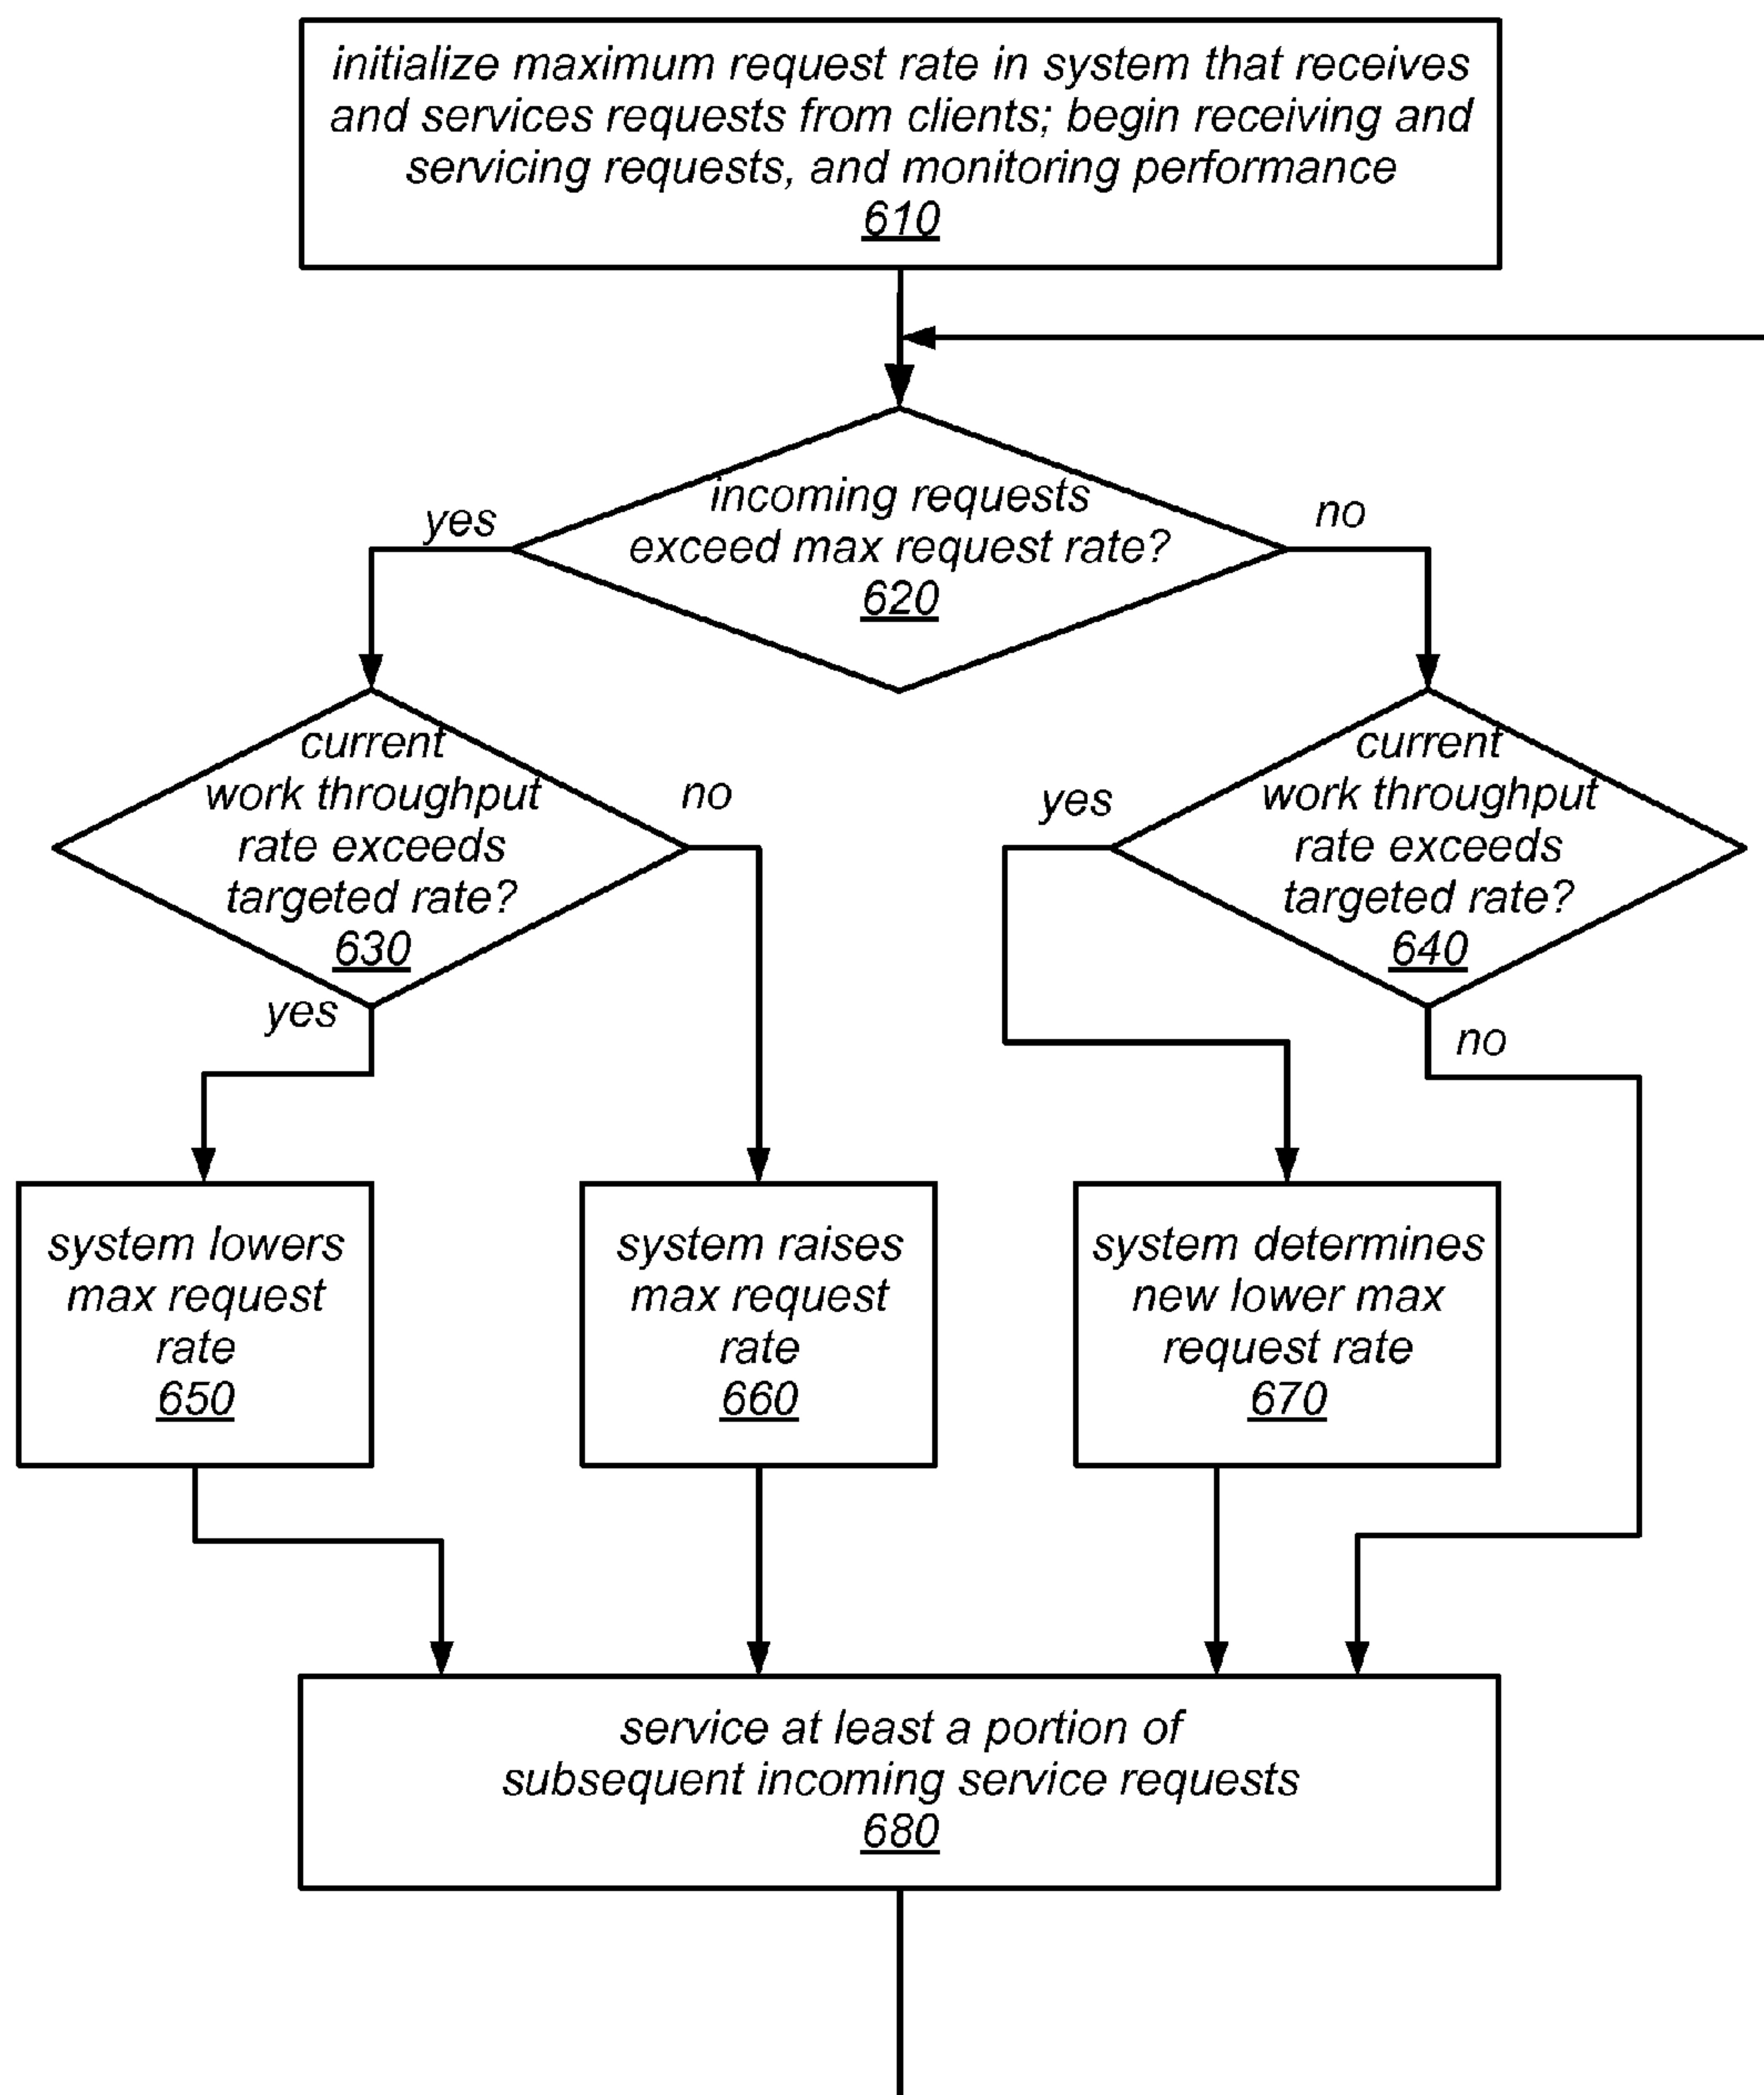 initialize maximum request rate in system that receives
and services requests from clients; begin receiving and
servicing requests, and monitoring performance
610
incoming requests
exceed max request rate?
620
yes
no
current
work throughput
rate exceeds
targeted rate?
630
no
yes
current
work throughput
rate exceeds
targeted rate?
640
yes
no
system lowers
max request
rate
650
system raises
max request
rate
660
system determines
new lower max
request rate
670
service at least a portion of
subsequent incoming service requests
680